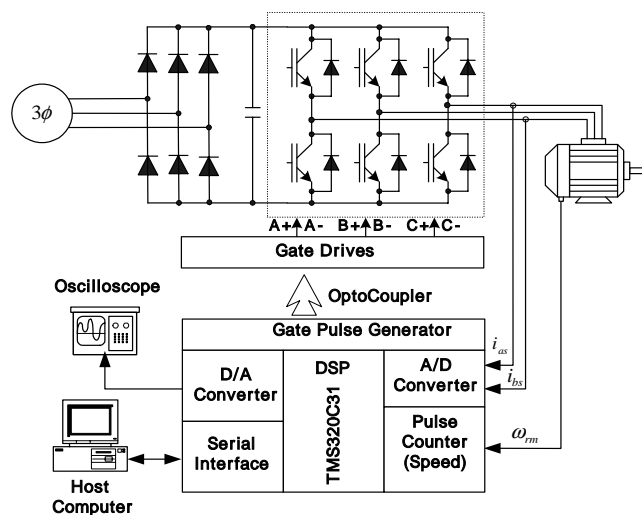 3ϕ
A+ A- B+ B- C+ C-
Gate Drives
OptoCoupler
Oscilloscope
Gate Pulse Generator
D/A
Converter
DSP
TMS320C31
A/D
Converter
i_as
i_bs
Serial
Interface
Pulse
Counter
(Speed)
ω_rm
Host
Computer